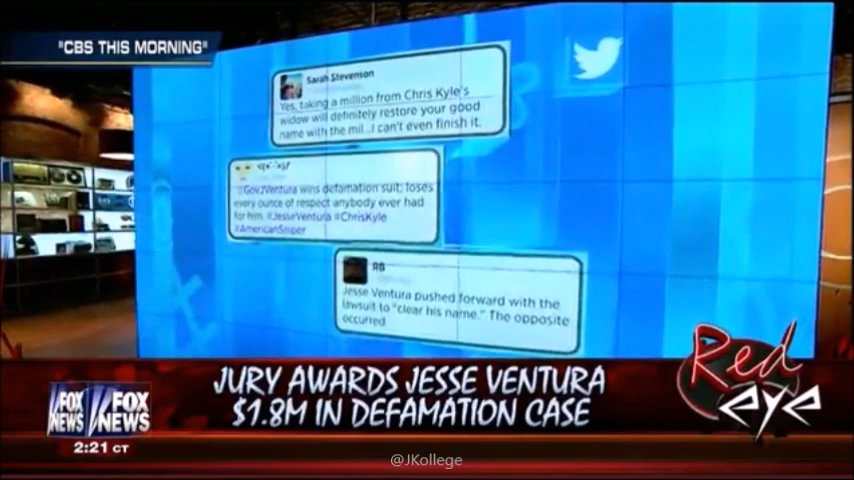 "CBS THIS MORNING"
Sarah Stevenson
Yes, taking a million from Chris Kyle's
widow will definitely restore your good
name with the mil...I can't even finish it.
@GovJVentura wins defamation suit; loses
every ounce of respect anybody ever had
for him #JesseVentura #ChrisKyle
#AmericanSniper
RB
Jesse Ventura pushed forward with the
lawsuit to "clear his name." The opposite
occurred
JURY AWARDS JESSE VENTURA
$1.8M IN DEFAMATION CASE
Red
eye
FOX
NEWS
FOX
NEWS
2:21 CT
@JKollege